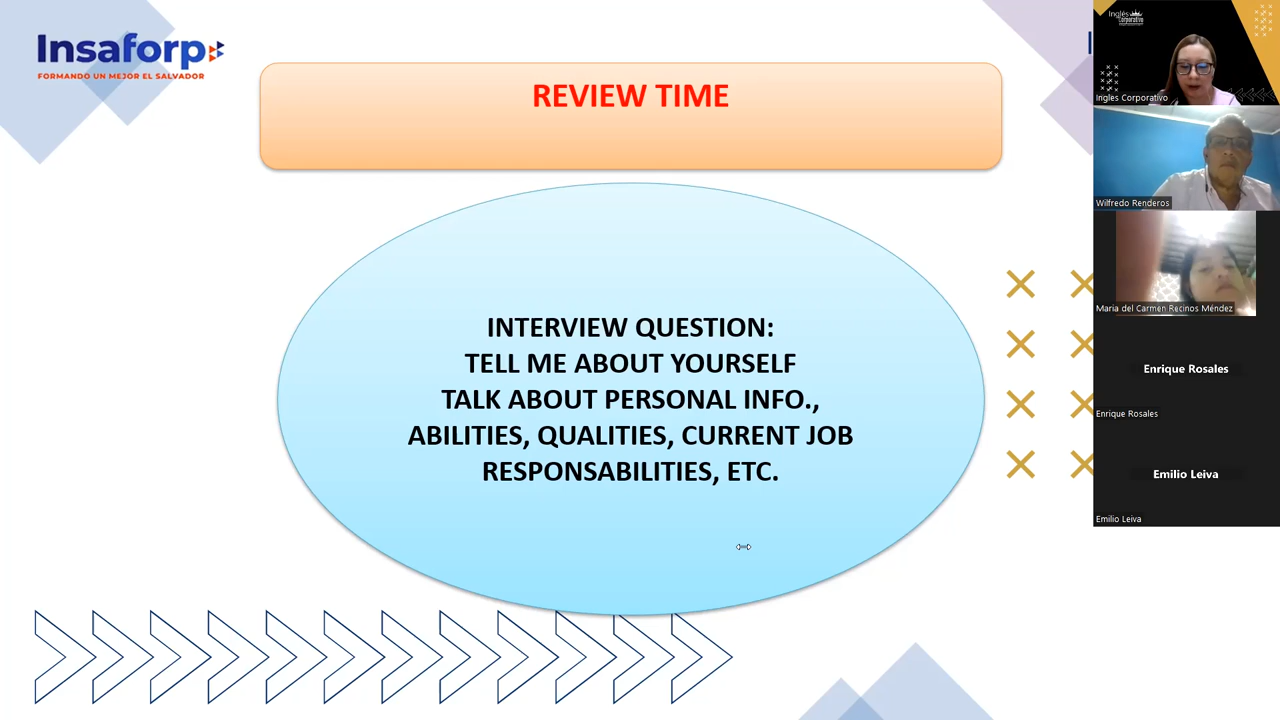 Insaforp
FORMANDO UN MEJOR EL SALVADOR
REVIEW TIME
INTERVIEW QUESTION:
TELL ME ABOUT YOURSELF
TALK ABOUT PERSONAL INFO.,
ABILITIES, QUALITIES, CURRENT JOB
RESPONSABILITIES, ETC.
Inglés
Corporativo
Ingles Corporativo
Wilfredo Renderos
Maria del Carmen Recinos Méndez
Enrique Rosales
Enrique Rosales
Emilio Leiva
Emilio Leiva